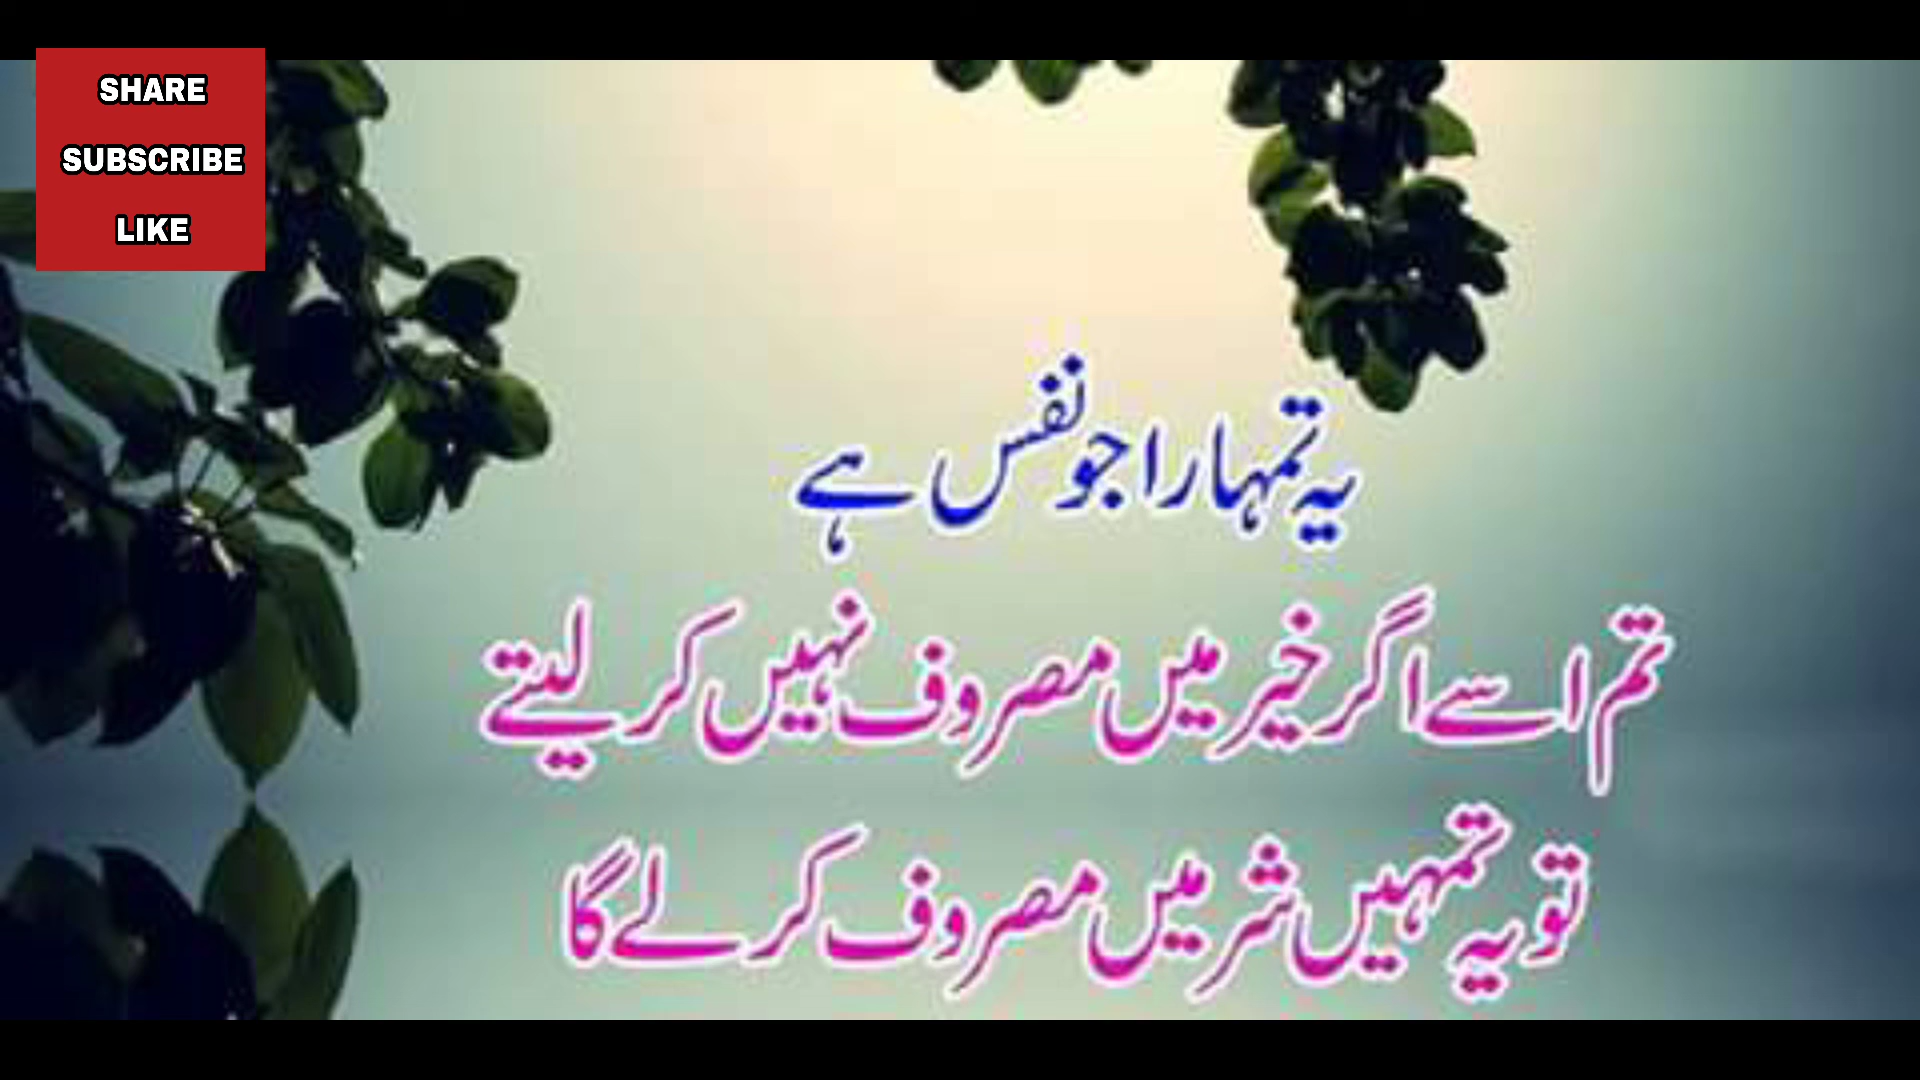 SHARE
SUBSCRIBE
LIKE
یہ تمہارا جو نفس ہے
تم اسے اگر خیر میں مصروف نہیں کر لیتے
تو یہ تمہیں شر میں مصروف کر لے گا